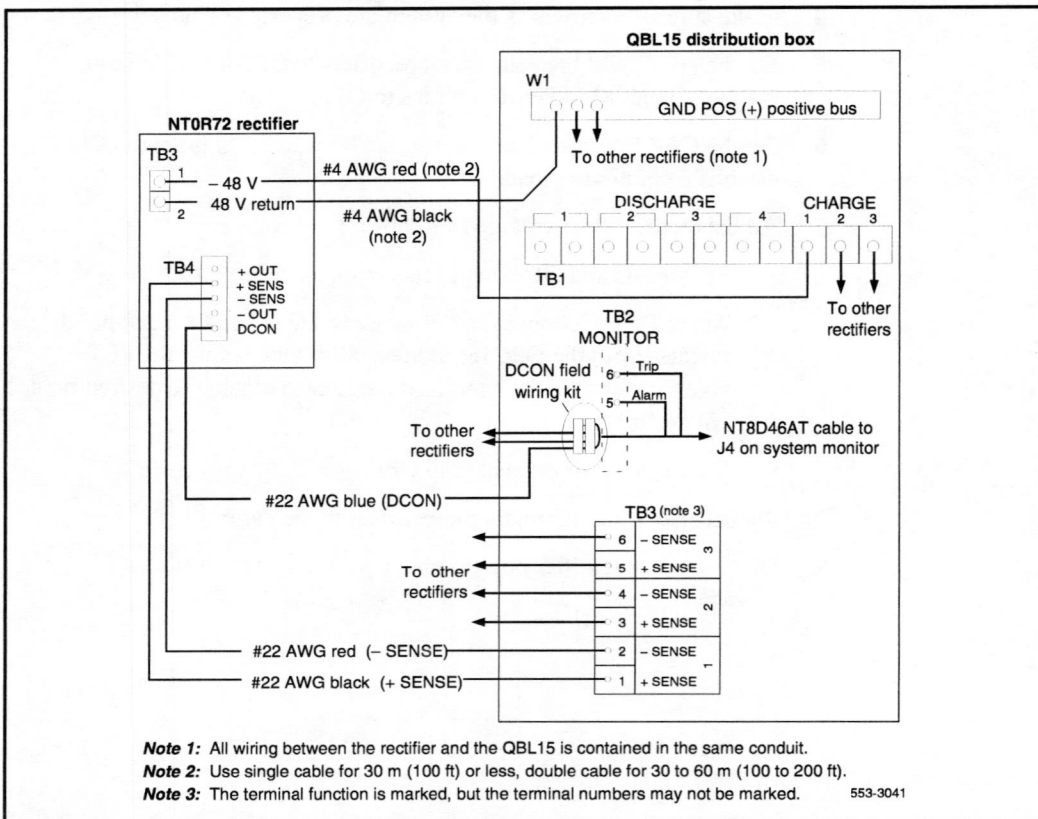 QBL15 distribution box
W1
GND POS (+) positive bus
NT0R72 rectifier
To other rectifiers (note 1)
TB3
1
– 48 V
#4 AWG red (note 2)
2
48 V return
#4 AWG black
(note 2)
DISCHARGE
CHARGE
1
2
3
4
1
2
3
TB1
To other
rectifiers
TB4
+ OUT
+ SENS
– SENS
– OUT
DCON
TB2
MONITOR
DCON field
wiring kit
6
Trip
5
Alarm
To other
rectifiers
NT8D46AT cable to
J4 on system monitor
#22 AWG blue (DCON)
TB3 (note 3)
6
– SENSE
5
+ SENSE
3
To other
rectifiers
4
– SENSE
3
+ SENSE
2
#22 AWG red (– SENSE)
2
– SENSE
#22 AWG black (+ SENSE)
1
+ SENSE
1
Note 1: All wiring between the rectifier and the QBL15 is contained in the same conduit.
Note 2: Use single cable for 30 m (100 ft) or less, double cable for 30 to 60 m (100 to 200 ft).
Note 3: The terminal function is marked, but the terminal numbers may not be marked.
553-3041